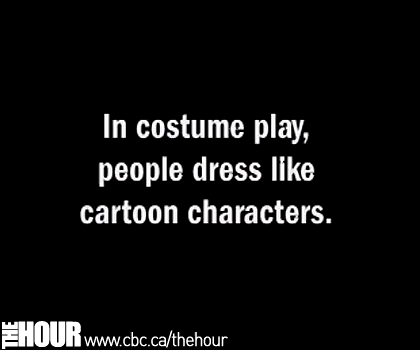 In costume play,
people dress like
cartoon characters.
THE HOUR www.cbc.ca/thehour